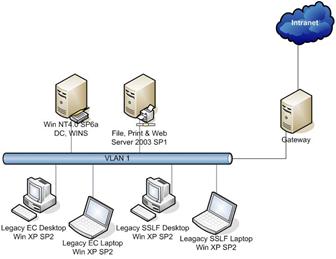 Intranet
Win NT4.0 SP6a
DC, WINS
File, Print & Web
Server 2003 SP1
Gateway
VLAN 1
Legacy EC Desktop
Win XP SP2
Legacy EC Laptop
Win XP SP2
Legacy SSLF Desktop
Win XP SP2
Leagacy SSLF Laptop
Win XP SP2